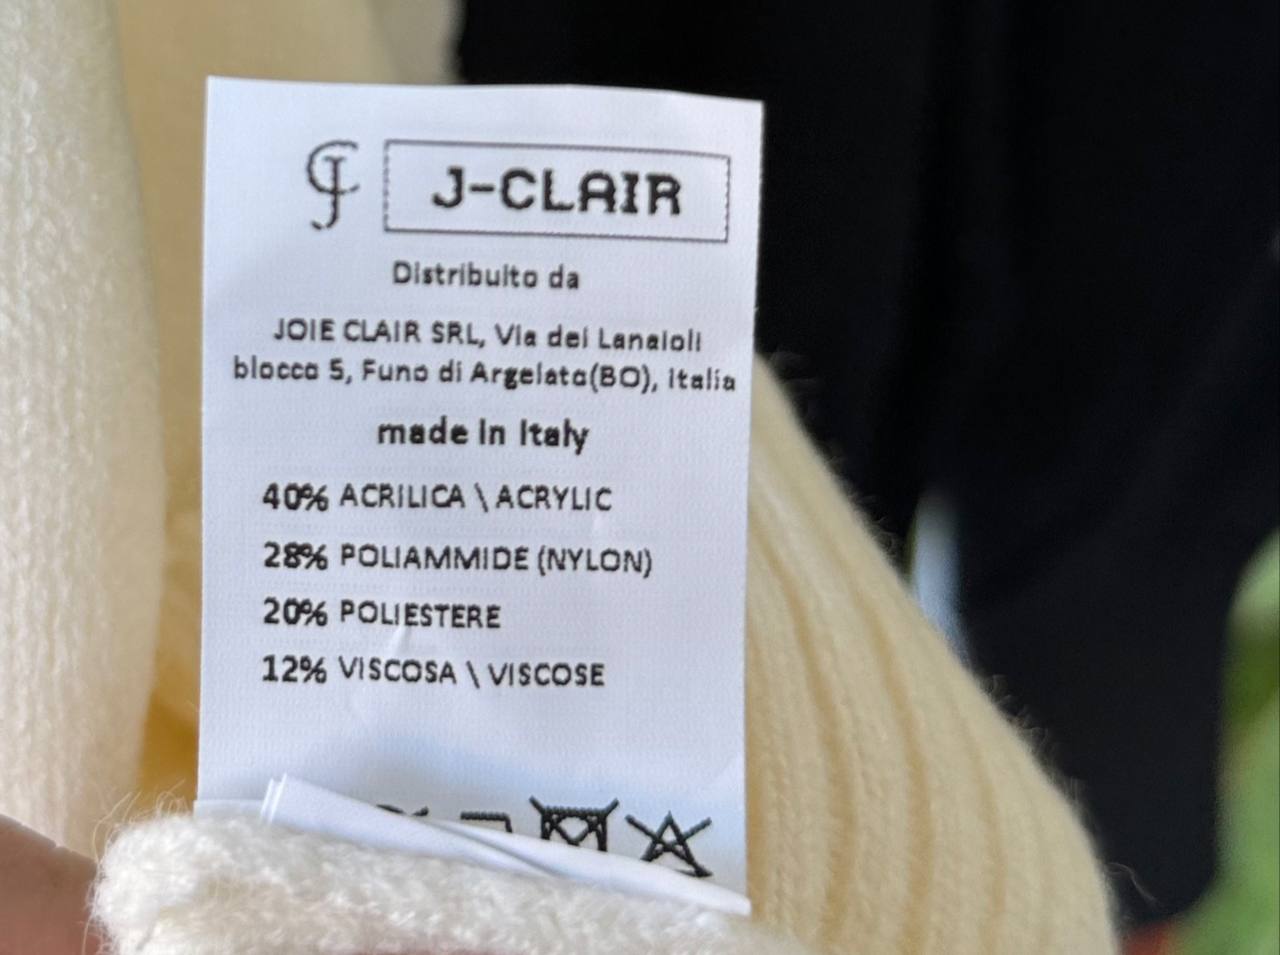 JC J-CLAIR
Distribuito da
JOIE CLAIR SRL, Via dei Lanaioli
blocco 5, Funo di Argelato(BO), Italia
made in Italy
40% ACRILICA \ ACRYLIC
28% POLIAMMIDE (NYLON)
20% POLIESTERE
12% VISCOSA \ VISCOSE